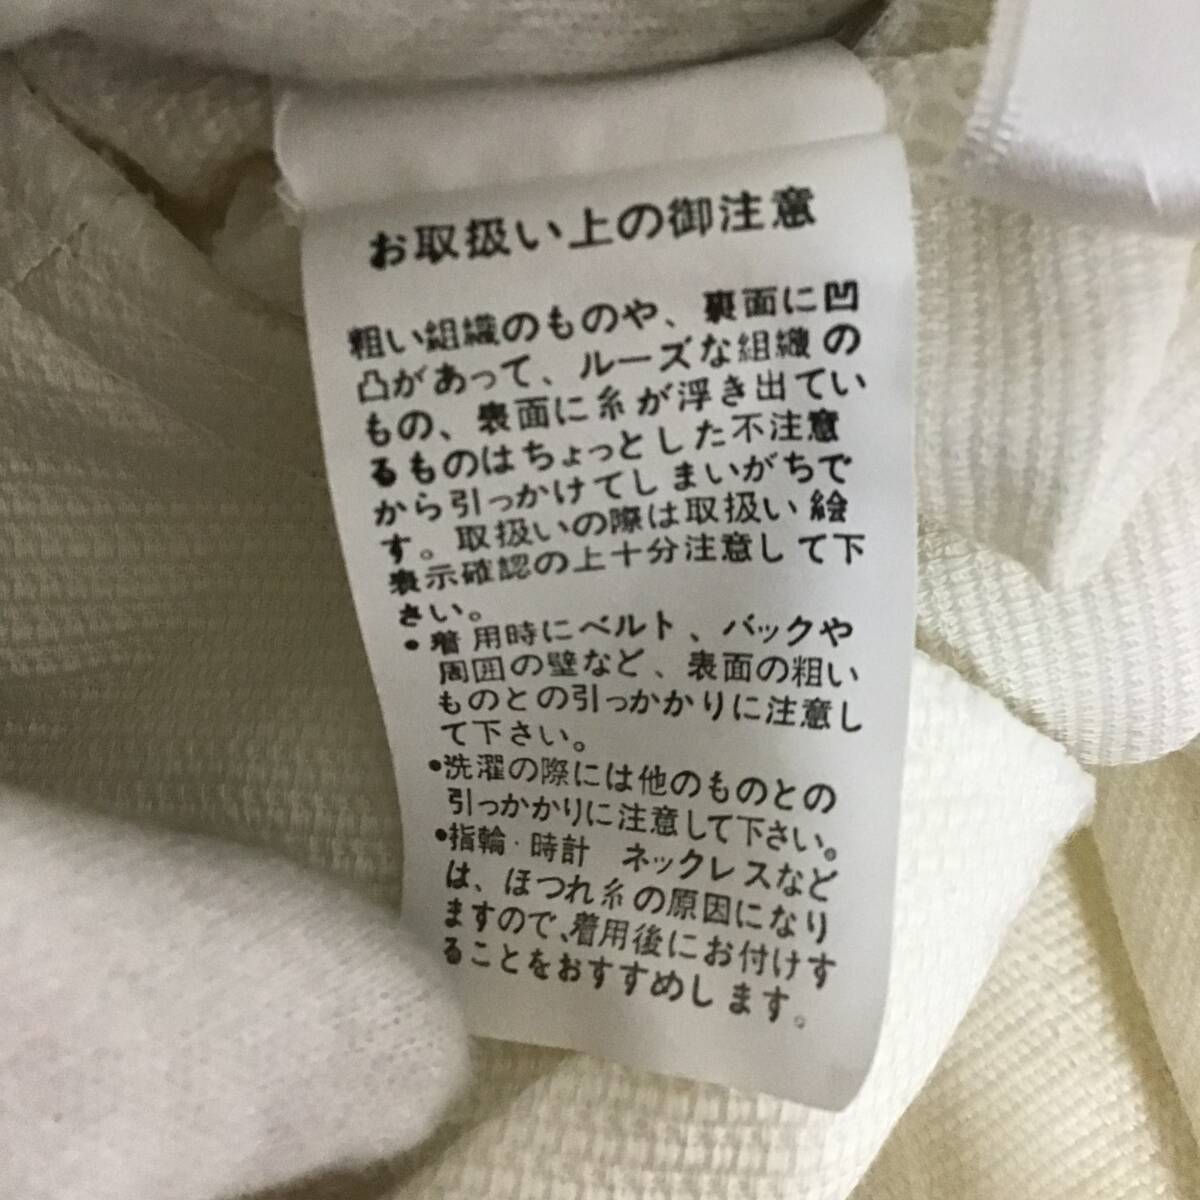 お取扱い上の御注意
粗い組織のものや、裏面に凹
凸があって、ルーズな組織の
もの、表面に糸が浮き出てい
るものはちょっとした不注意
から引っかけてしまいがちで
す。取扱いの際は取扱い絵
表示確認の上十分注意して下
さい。
•着用時にベルト、バックや
周囲の壁など、表面の粗い
ものとの引っかかりに注意し
て下さい。
•洗濯の際には他のものとの
引っかかりに注意して下さい。
•指輪・時計 ネックレスなど
は、ほつれ糸の原因になり
ますので、着用後にお付けす
ることをおすすめします。